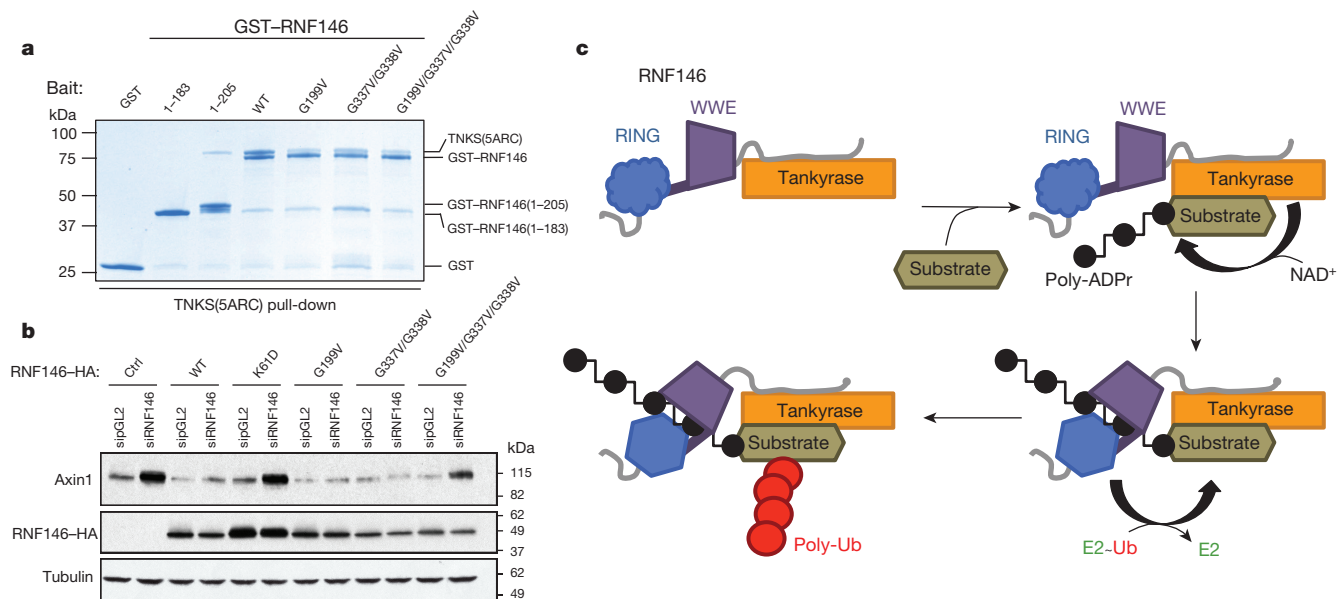 a
GST–RNF146
Bait:
GST
1–183
1–205
WT
G199V
G337V/G338V
G199V/G337V/G338V
kDa
100
75
50
37
25
TNKS(5ARC)
GST–RNF146
GST–RNF146(1–205)
GST–RNF146(1–183)
GST
TNKS(5ARC) pull-down
b
RNF146–HA:
Ctrl
WT
K61D
G199V
G337V/G338V
G199V/G337V/G338V
sipGL2
siRNF146
sipGL2
siRNF146
sipGL2
siRNF146
sipGL2
siRNF146
sipGL2
siRNF146
sipGL2
siRNF146
kDa
Axin1
115
82
RNF146–HA
62
49
37
Tubulin
62
49
c
RNF146
WWE
RING
Tankyrase
Substrate
WWE
RING
Tankyrase
Substrate
Poly-ADPr
NAD+
Tankyrase
Substrate
E2~Ub
E2
Tankyrase
Substrate
Poly-Ub